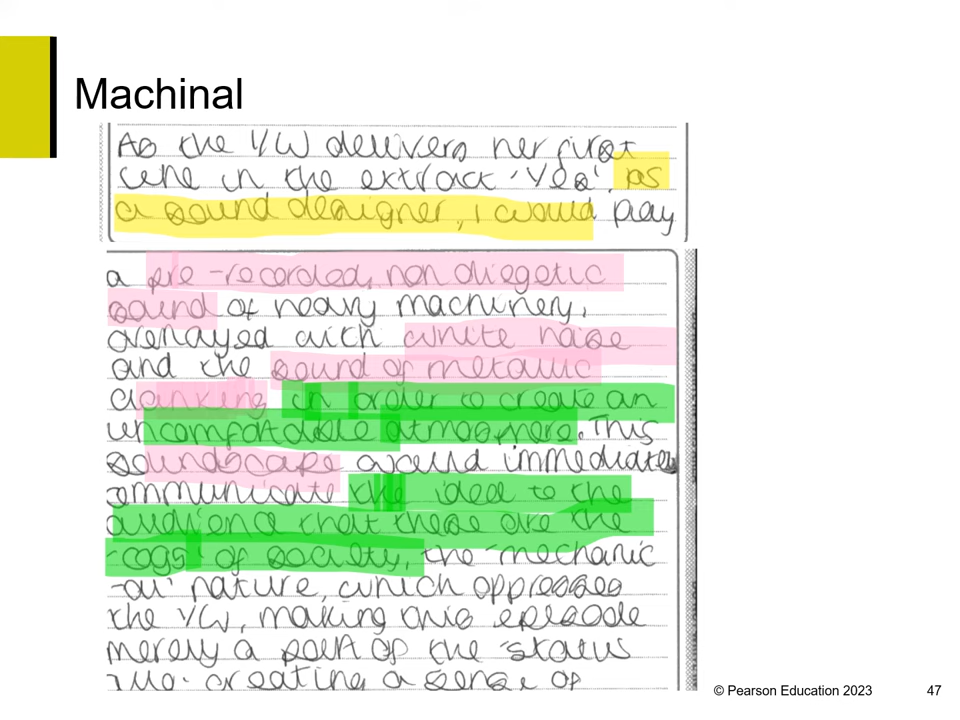 Machinal
As the Y/W delivers her first
line in the extract 'Yes', as
a sound designer, I would play
a pre-recorded, non diegetic
sound of heavy machinery,
overlayed with white noise
and the sound of metallic
clanking in order to create an
uncomfortable atmosphere. This
soundscape would immediately
communicate the idea to the
audience that these are the
'cogs' of society, the mechanic
-al' nature, which oppresses
the Y/W, making this episode
merely a part of the status
quo. creating a sense of
© Pearson Education 2023
47